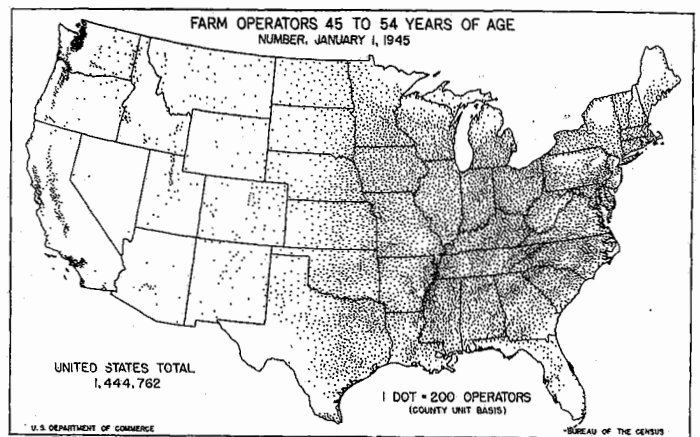 FARM OPERATORS 45 TO 54 YEARS OF AGE
NUMBER, JANUARY 1, 1945
UNITED STATES TOTAL
1,444,762
1 DOT = 200 OPERATORS
(COUNTY UNIT BASIS)
U. S. DEPARTMENT OF COMMERCE
BUREAU OF THE CENSUS